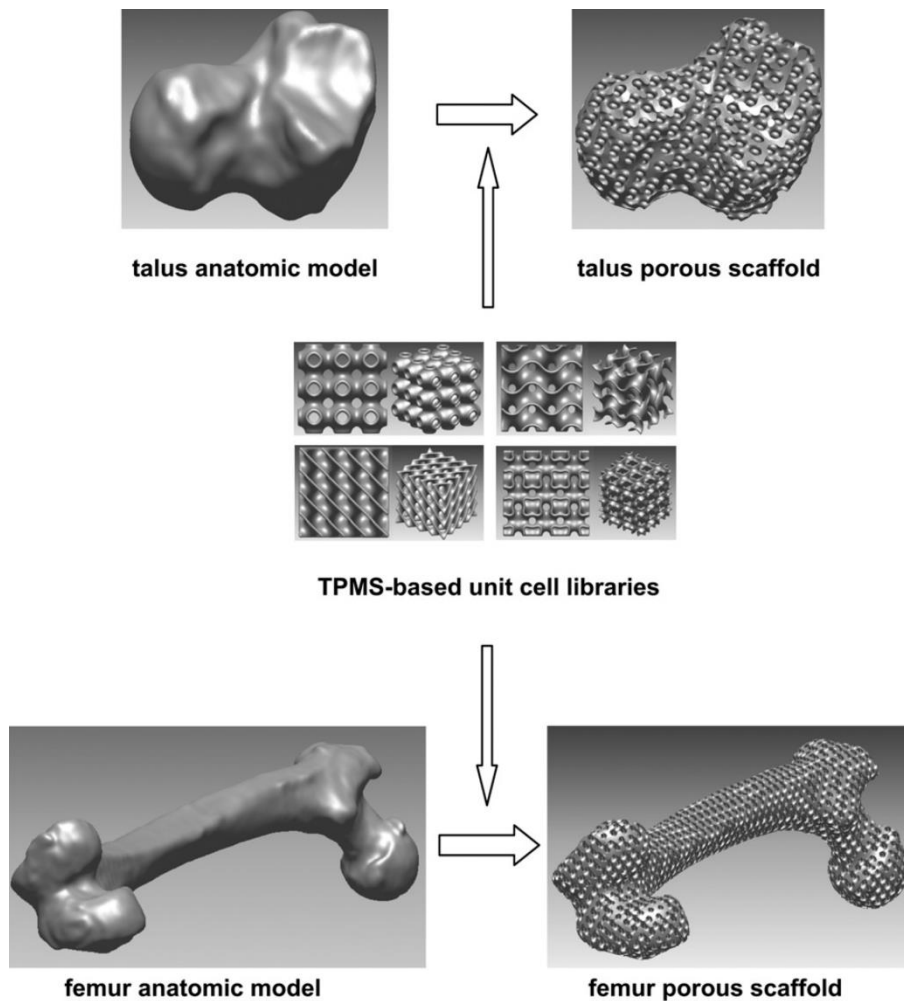 talus anatomic model
talus porous scaffold
TPMS-based unit cell libraries
femur anatomic model
femur porous scaffold